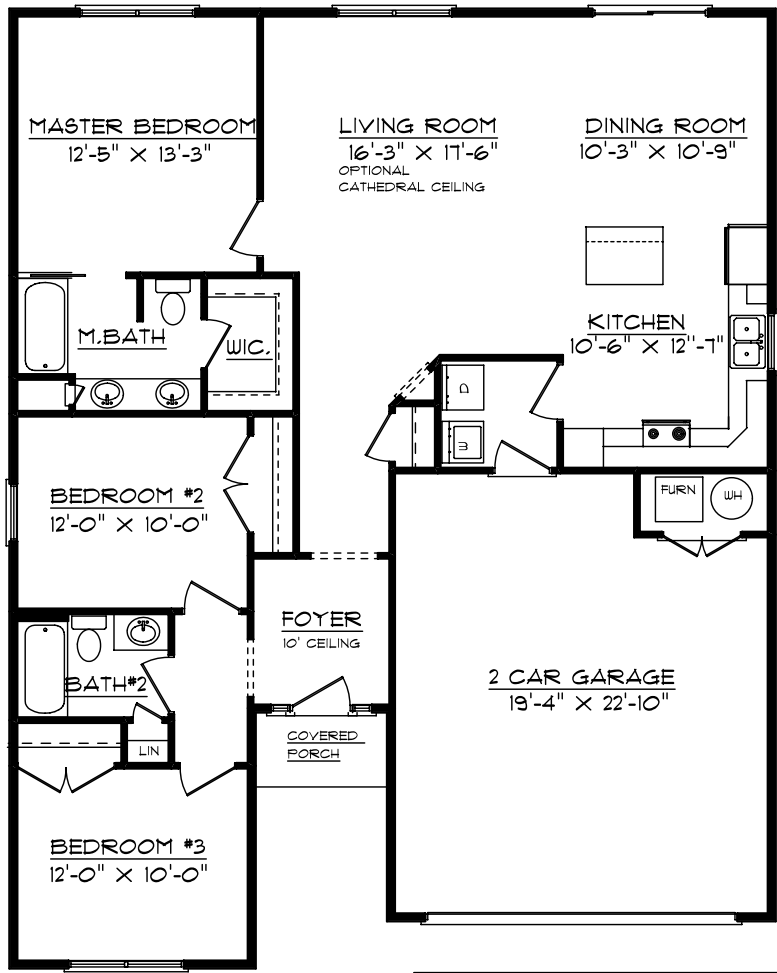 MASTER BEDROOM
12'-5" X 13'-3"
LIVING ROOM
16'-3" X 17'-6"
OPTIONAL
CATHEDRAL CEILING
DINING ROOM
10'-3" X 10'-9"
KITCHEN
10'-6" X 12"-7"
M.BATH
WIC.
D
W
BEDROOM #2
12'-0" X 10'-0"
FURN
WH
FOYER
10' CEILING
BATH#2
2 CAR GARAGE
19'-4" X 22'-10"
LIN
COVERED
PORCH
BEDROOM #3
12'-0" X 10'-0"